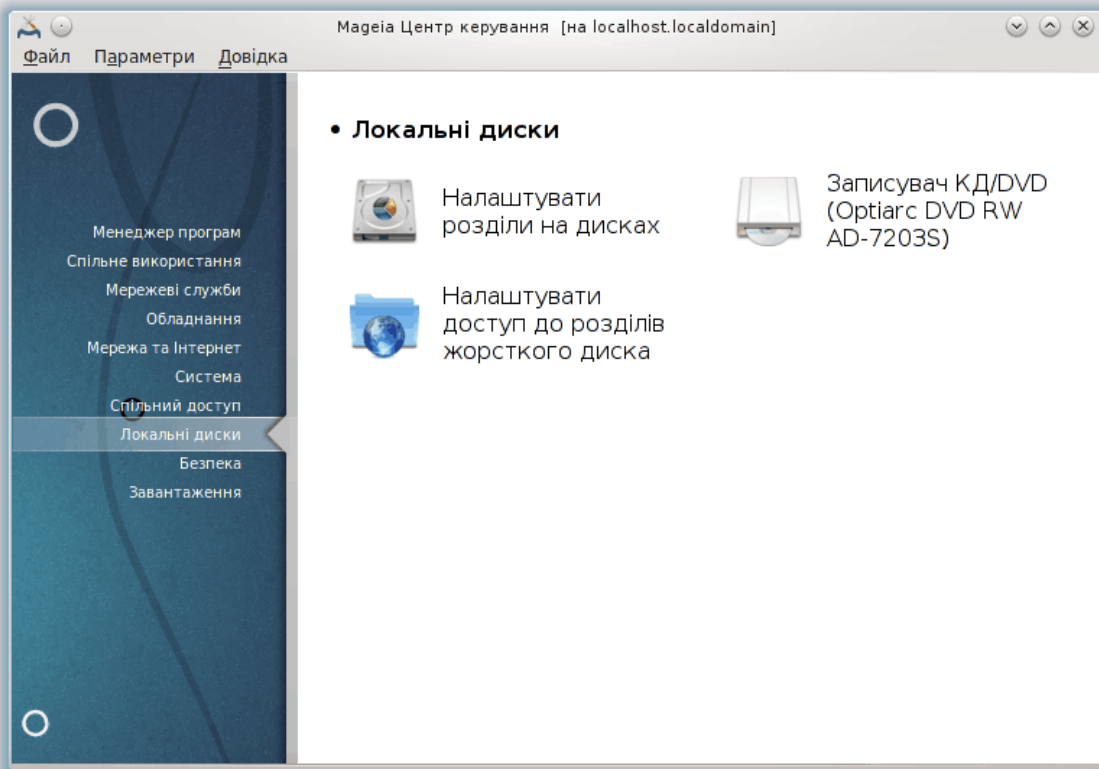 Mageia Центр керування [на localhost.localdomain]
Файл Параметри Довідка
• Локальні диски
Налаштувати
розділи на дисках
Записувач КД/DVD
(Optiarc DVD RW
AD-7203S)
Налаштувати
доступ до розділів
жорсткого диска
Менеджер програм
Спільне використання
Мережеві служби
Обладнання
Мережа та Інтернет
Система
Спільний доступ
Локальні диски
Безпека
Завантаження